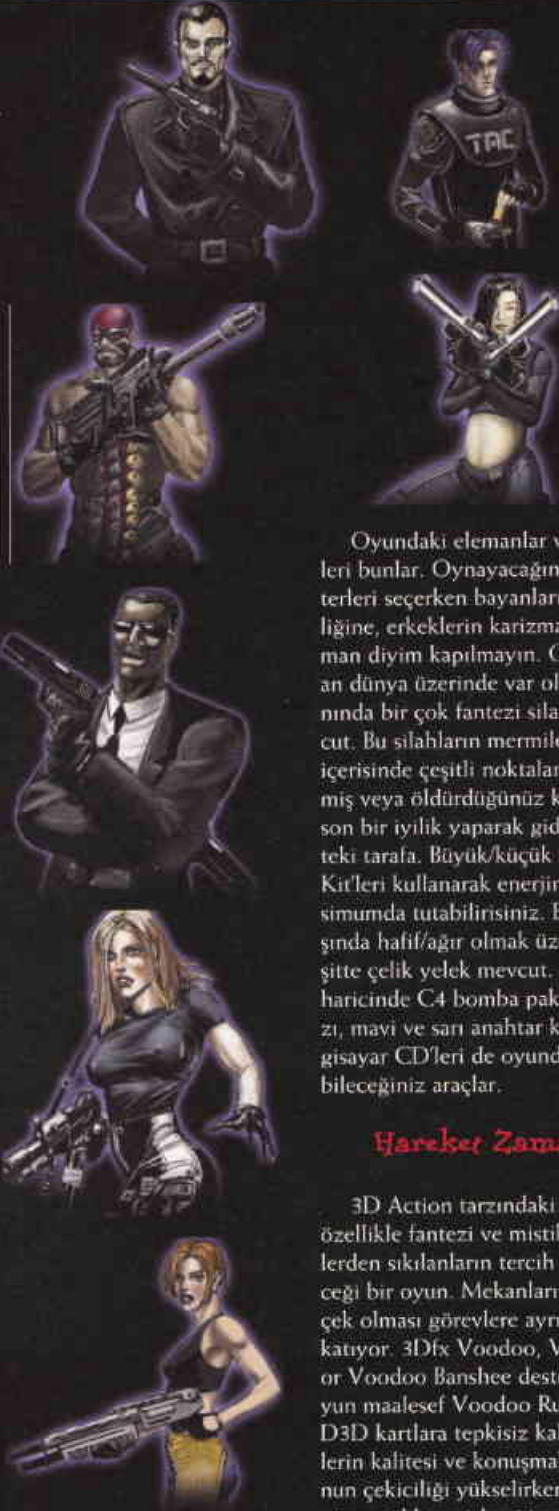 TAC
Oyundaki elemanlar
leri bunlar. Oynayacağın
terleri seçerken bayanları
liğine, erkeklerin karizma
man diyim kapılmayın.
an dünya üzerinde var ol
nında bir çok fantezi sila
cut. Bu silahların mermile
içerisinde çeşitli noktalar
miş veya öldürdüğünüz k
son bir iyilik yaparak gid
teki tarafa. Büyük/küçük
Kit'leri kullanarak enerjin
simumda tutabilirisiniz.
şında hafif/ağır olmak üz
şitte çelik yelek mevcut.
haricinde C4 bomba pak
zı, mavi ve sarı anahtar k
gisayar CD'leri de oyund
bileceğiniz araçlar.
Hareket Zam
3D Action tarzındaki
özellikle fantezi ve mistik
lerden sıkılanların tercih
ceği bir oyun. Mekanları
çek olması görevlere ayrı
katıyor. 3Dfx Voodoo, V
or Voodoo Banshee deste
yun maalesef Voodoo Ru
D3D kartlara tepkisiz kal
lerin kalitesi ve konuşma
nun çekiciliği yükselirken